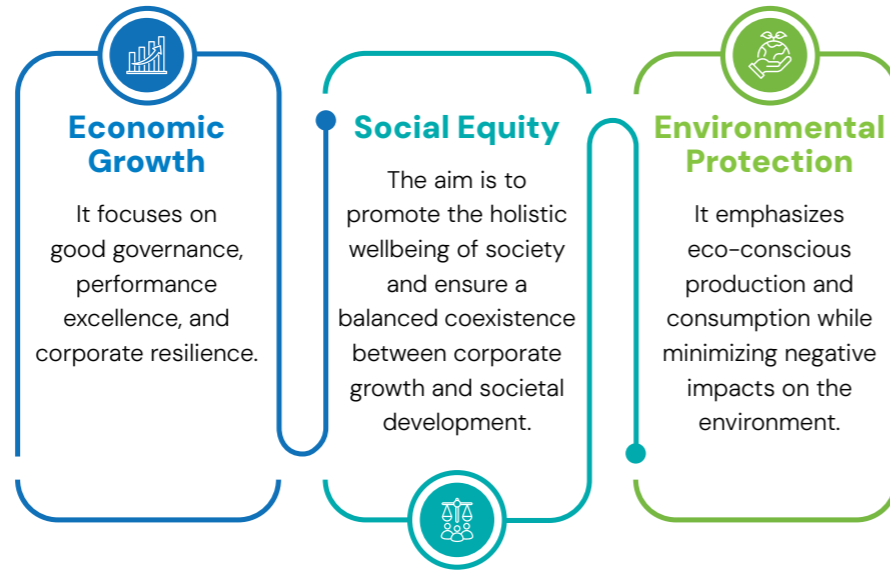 Economic
Growth
It focuses on
good governance,
performance
excellence, and
corporate resilience.
Social Equity
The aim is to
promote the holistic
wellbeing of society
and ensure a
balanced coexistence
between corporate
growth and societal
development.
Environmental
Protection
It emphasizes
eco-conscious
production and
consumption while
minimizing negative
impacts on the
environment.